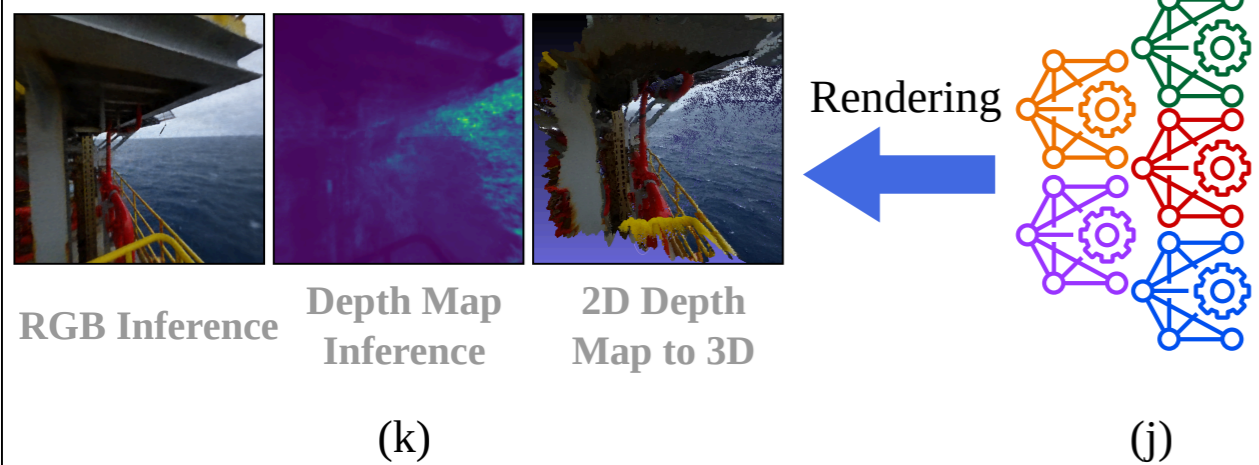 Rendering
RGB Inference
Depth Map
Inference
2D Depth
Map to 3D
(k)
(j)